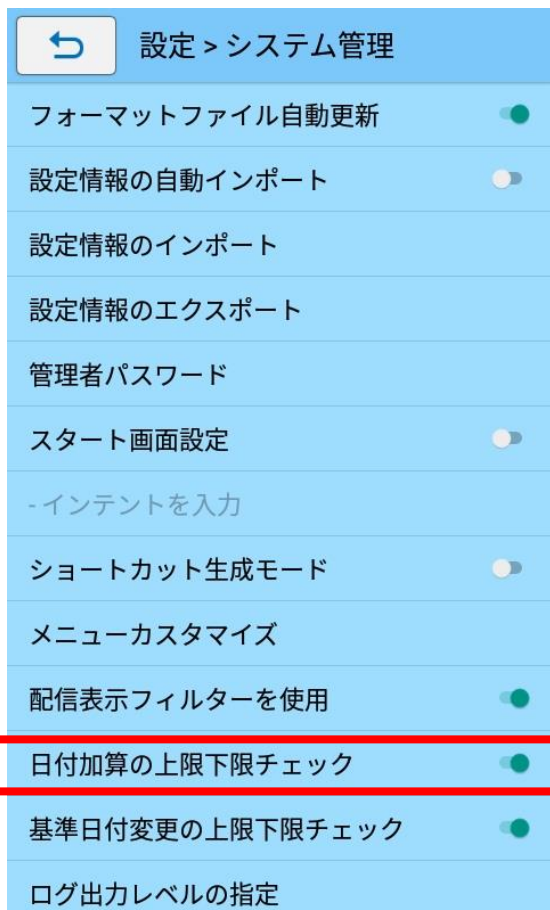 設定 > システム管理
フォーマットファイル自動更新
設定情報の自動インポート
設定情報のインポート
設定情報のエクスポート
管理者パスワード
スタート画面設定
- インテントを入力
ショートカット生成モード
メニューカスタマイズ
配信表示フィルターを使用
日付加算の上限下限チェック
基準日付変更の上限下限チェック
ログ出力レベルの指定